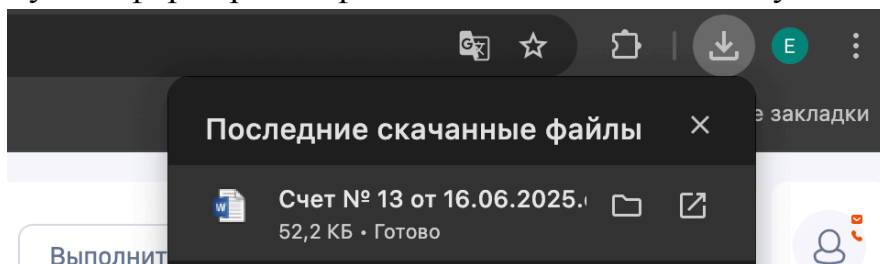 E
е закладки
Последние скачанные файлы
W
Счет № 13 от 16.06.2025.
52,2 КБ • Готово
Выполнит